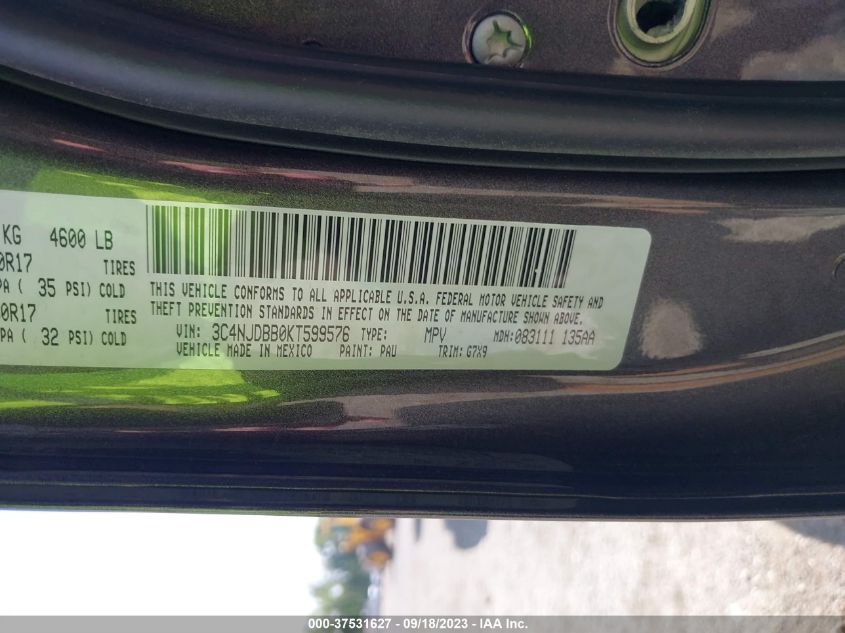 KG 4600 LB
0R17 TIRES
PA ( 35 PSI) COLD
0R17 TIRES
PA ( 32 PSI) COLD
THIS VEHICLE CONFORMS TO ALL APPLICABLE U.S.A. FEDERAL MOTOR VEHICLE SAFETY AND
THEFT PREVENTION STANDARDS IN EFFECT ON THE DATE OF MANUFACTURE SHOWN ABOVE.
VIN: 3C4NJDBB0KT599576 TYPE: MPV MDH: 083111 135AA
VEHICLE MADE IN MEXICO PAINT: PAU TRIM: G7X9
000-37531627 - 09/18/2023 - IAA Inc.